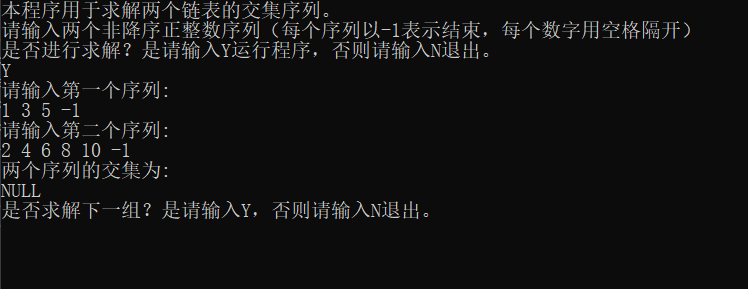 本程序用于求解两个链表的交集序列。
请输入两个非降序正整数序列（每个序列以-1表示结束，每个数字用空格隔开）
是否进行求解？是请输入Y运行程序，否则请输入N退出。
Y
请输入第一个序列:
1 3 5 -1
请输入第二个序列:
2 4 6 8 10 -1
两个序列的交集为:
NULL
是否求解下一组？是请输入Y，否则请输入N退出。